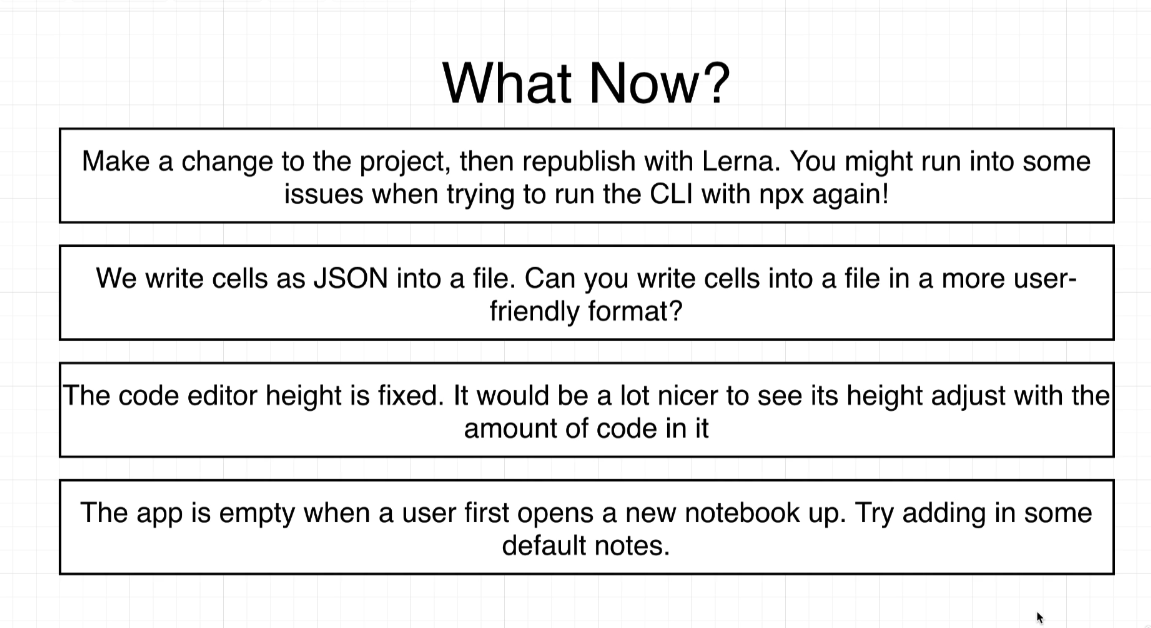 What Now?
Make a change to the project, then republish with Lerna. You might run into some
issues when trying to run the CLI with npx again!
We write cells as JSON into a file. Can you write cells into a file in a more user-
friendly format?
The code editor height is fixed. It would be a lot nicer to see its height adjust with the
amount of code in it
The app is empty when a user first opens a new notebook up. Try adding in some
default notes.